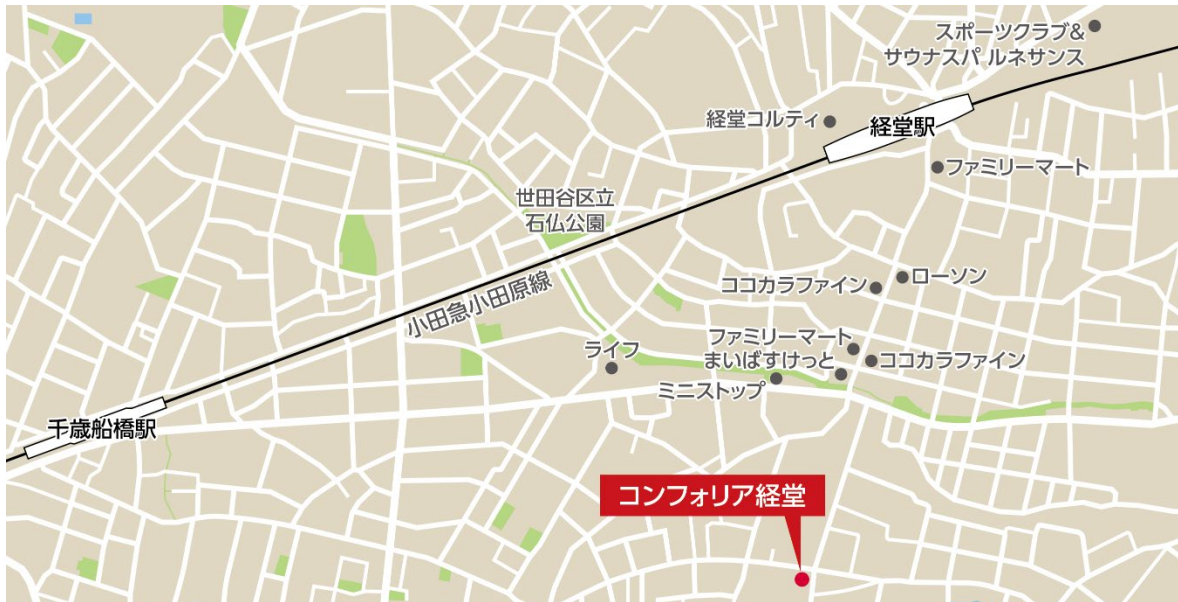 スポーツクラブ&
サウナスパ ルネサンス
経堂コルティ
経堂駅
ファミリーマート
世田谷区立
石仏公園
小田急小田原線
ココカラファイン
ローソン
ファミリーマート
まいばすけっと
ココカラファイン
ライフ
ミニストップ
千歳船橋駅
コンフォリア経堂